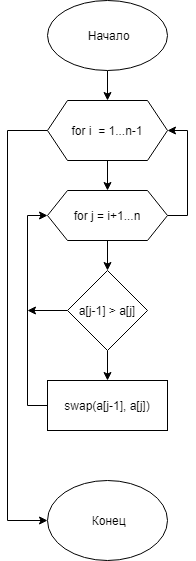 Начало
for i = 1...n-1
for j = i+1...n
a[j-1] > a[j]
swap(a[j-1], a[j])
Конец